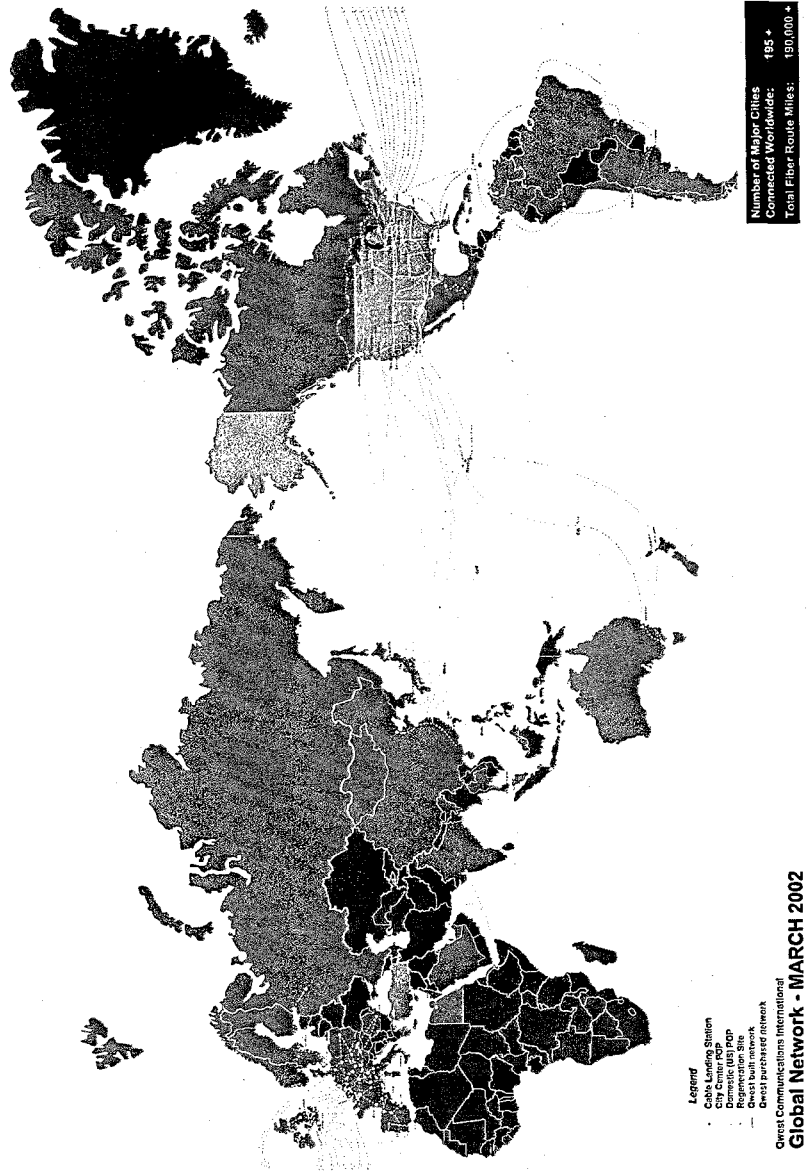 Legend
Cable Landing Station
City Center POP
Domestic (US) POP
Regeneration Site
Qwest built network
Qwest purchased network
Qwest Communications International
Global Network - MARCH 2002
Number of Major Cities
Connected Worldwide: 195 +
Total Fiber Route Miles: 190,000 +